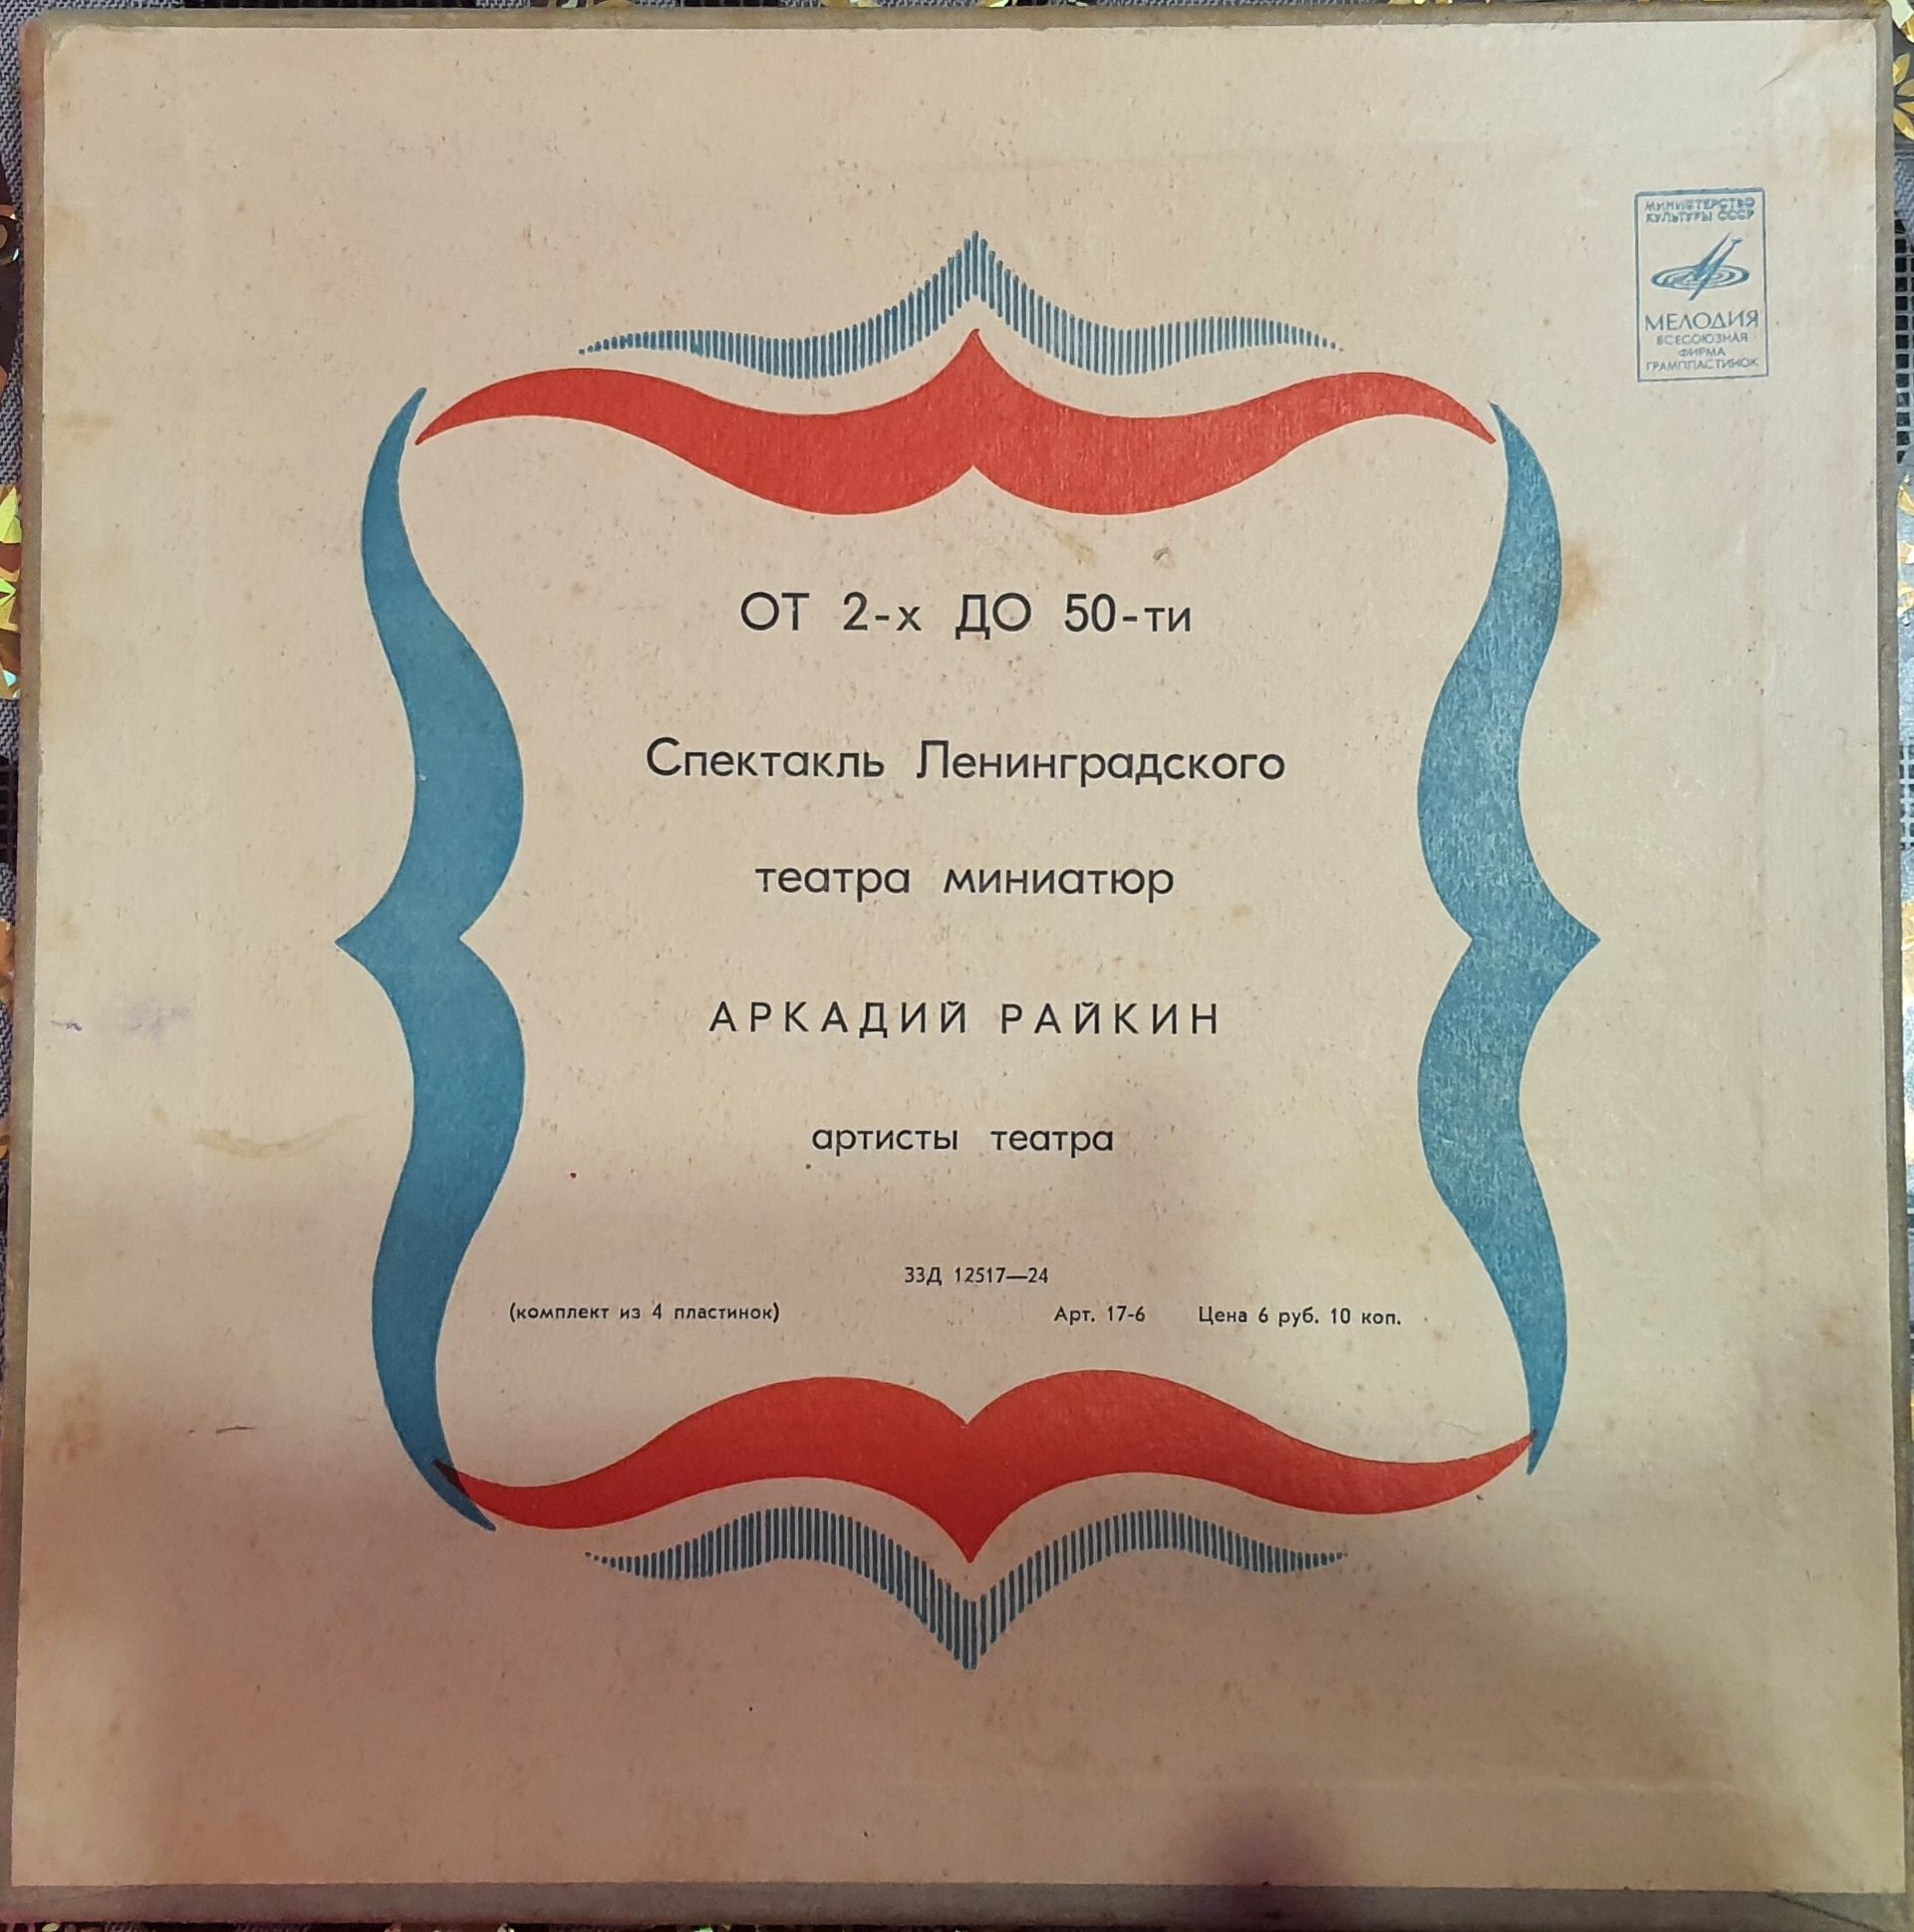 МИНИСТЕРСТВО
КУЛЬТУРЫ СССР
МЕЛОДИЯ
ВСЕСОЮЗНАЯ
ФИРМА
ГРАМПЛАСТИНОК
ОТ 2-х ДО 50-ти
Спектакль Ленинградского
театра миниатюр
АРКАДИЙ РАЙКИН
артисты театра
33Д 12517—24
(комплект из 4 пластинок) Арт. 17-6 Цена 6 руб. 10 коп.